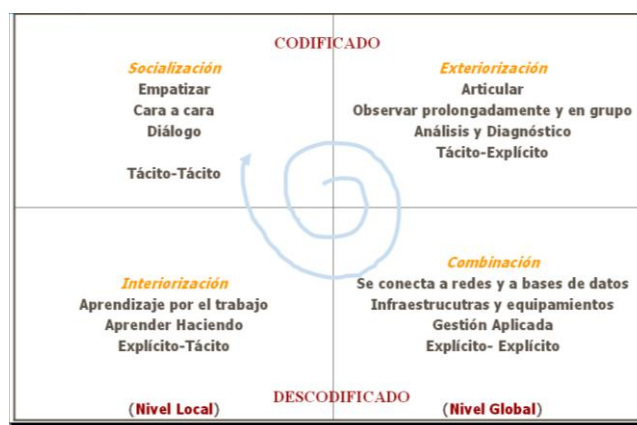 CODIFICADO
Socialización
Empatizar
Cara a cara
Diálogo
Tácito-Tácito
Exteriorización
Articular
Observar prolongadamente y en grupo
Análisis y Diagnóstico
Tácito-Explícito
Interiorización
Aprendizaje por el trabajo
Aprender Haciendo
Explícito-Tácito
Combinación
Se conecta a redes y a bases de datos
Infraestrucutras y equipamientos
Gestión Aplicada
Explícito- Explícito
DESCODIFICADO
(Nivel Local)
(Nivel Global)